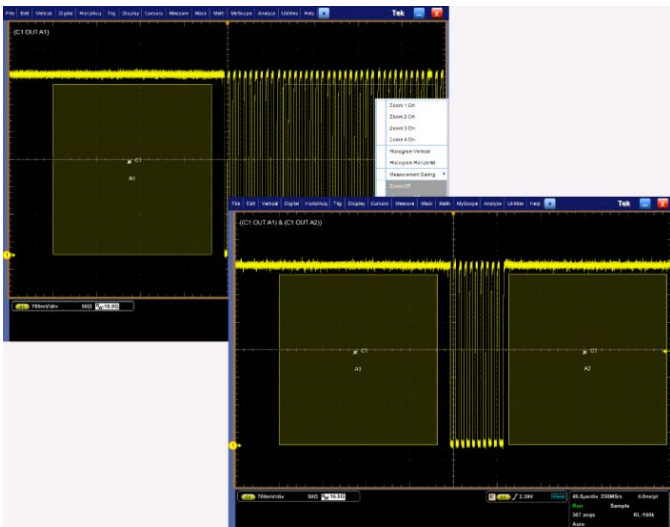 File Edit Vertical Digital Horiz/Acq Trig Display Cursors Measure Mask Math MyScope Analyze Utilities Help Tek
(C1 OUT A1)
C1
A1
Zoom 1 On
Zoom 2 On
Zoom 3 On
Zoom 4 On
Histogram Vertical
Histogram Horizontal
Measurement Gating
Zoom Off
File Edit Vertical Digital Horiz/Acq Trig Display Cursors Measure Mask Math MyScope Analyze Utilities Help Tek
((C1 OUT A1) & (C1 OUT A2))
C1
A1
C1
A2
700mV/div 50Ω
700mV/div 50Ω
40.0µs/div 250MS/s 4.0ns/pt
Run Sample
307 acqs RL:100k
Auto